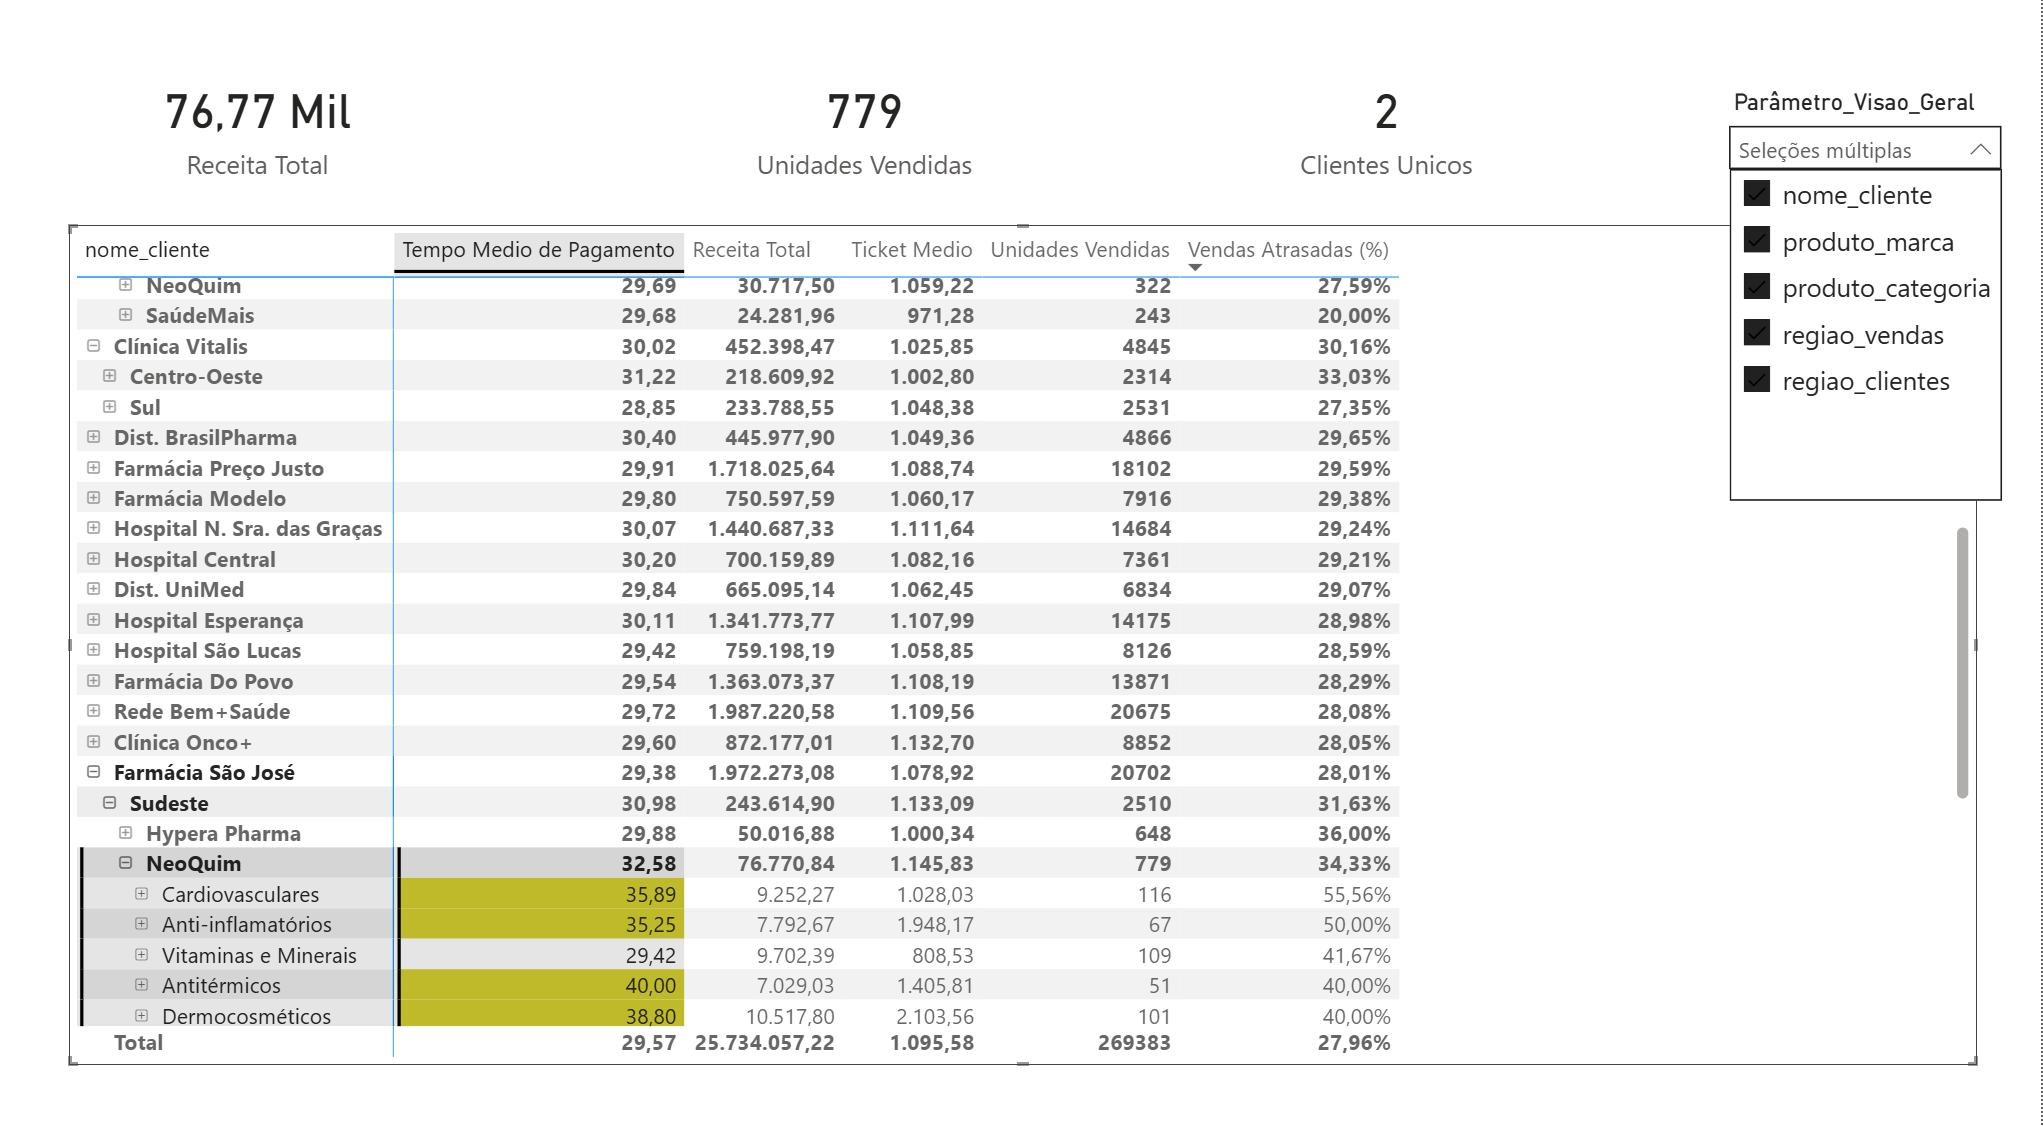 76,77 Mil
Receita Total
779
Unidades Vendidas
2
Clientes Unicos
Parâmetro_Visao_Geral
Seleções múltiplas
nome_cliente
produto_marca
produto_categoria
regiao_vendas
regiao_clientes
nome_cliente Tempo Medio de Pagamento Receita Total Ticket Medio Unidades Vendidas Vendas Atrasadas (%)
NeoQuim 29,69 30.717,50 1.059,22 322 27,59%
SaúdeMais 29,68 24.281,96 971,28 243 20,00%
Clínica Vitalis 30,02 452.398,47 1.025,85 4845 30,16%
Centro-Oeste 31,22 218.609,92 1.002,80 2314 33,03%
Sul 28,85 233.788,55 1.048,38 2531 27,35%
Dist. BrasilPharma 30,40 445.977,90 1.049,36 4866 29,65%
Farmácia Preço Justo 29,91 1.718.025,64 1.088,74 18102 29,59%
Farmácia Modelo 29,80 750.597,59 1.060,17 7916 29,38%
Hospital N. Sra. das Graças 30,07 1.440.687,33 1.111,64 14684 29,24%
Hospital Central 30,20 700.159,89 1.082,16 7361 29,21%
Dist. UniMed 29,84 665.095,14 1.062,45 6834 29,07%
Hospital Esperança 30,11 1.341.773,77 1.107,99 14175 28,98%
Hospital São Lucas 29,42 759.198,19 1.058,85 8126 28,59%
Farmácia Do Povo 29,54 1.363.073,37 1.108,19 13871 28,29%
Rede Bem+Saúde 29,72 1.987.220,58 1.109,56 20675 28,08%
Clínica Onco+ 29,60 872.177,01 1.132,70 8852 28,05%
Farmácia São José 29,38 1.972.273,08 1.078,92 20702 28,01%
Sudeste 30,98 243.614,90 1.133,09 2510 31,63%
Hypera Pharma 29,88 50.016,88 1.000,34 648 36,00%
NeoQuim 32,58 76.770,84 1.145,83 779 34,33%
Cardiovasculares 35,89 9.252,27 1.028,03 116 55,56%
Anti-inflamatórios 35,25 7.792,67 1.948,17 67 50,00%
Vitaminas e Minerais 29,42 9.702,39 808,53 109 41,67%
Antitérmicos 40,00 7.029,03 1.405,81 51 40,00%
Dermocosméticos 38,80 10.517,80 2.103,56 101 40,00%
Total 29,57 25.734.057,22 1.095,58 269383 27,96%